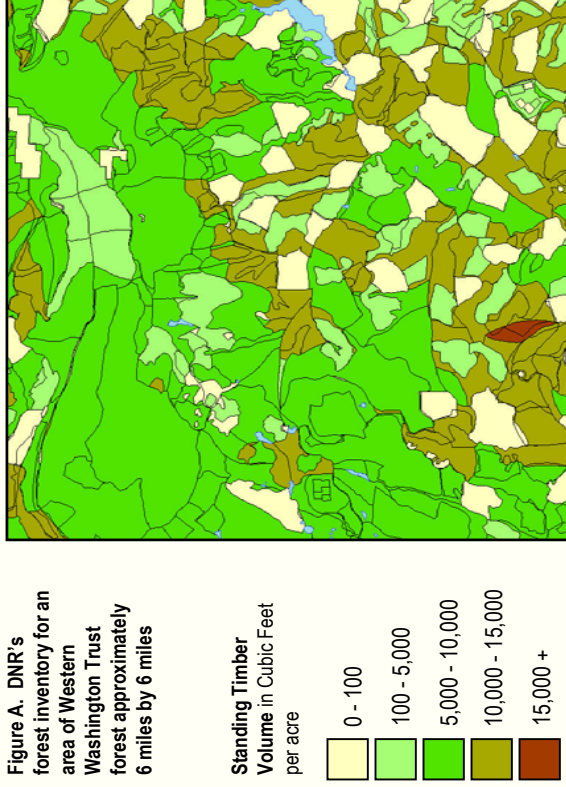 Figure A.  DNR's
forest inventory for an
area of Western
Washington Trust
forest approximately
6 miles by 6 miles
Standing Timber
Volume in Cubic Feet
per acre
0 - 100
100 - 5,000
5,000 - 10,000
10,000 - 15,000
15,000 +